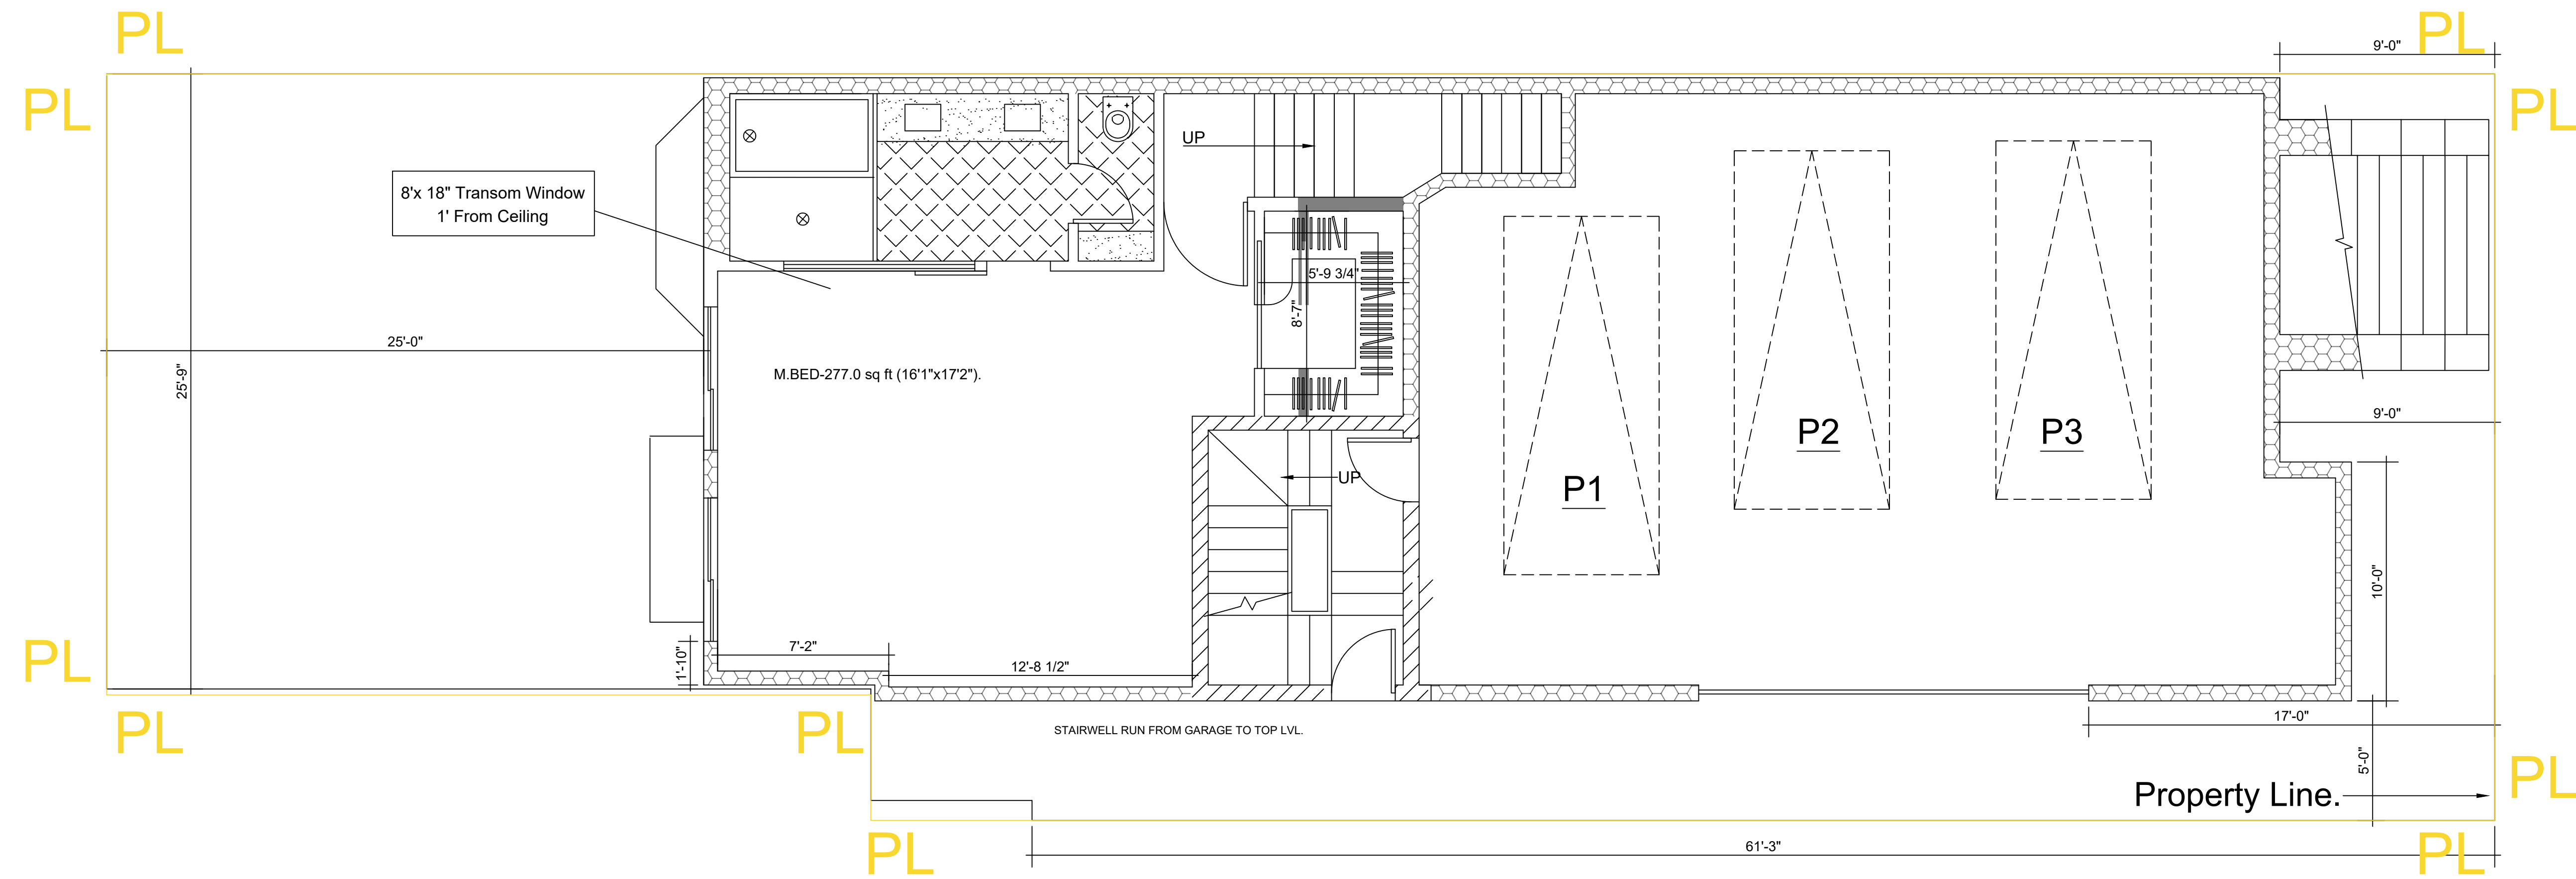 PL
PL
9'-0"
PL
PL
UP
8'x 18" Transom Window
1' From Ceiling
5'-9 3/4"
8'-7"
25'-0"
25'-9"
M.BED-277.0 sq ft (16'1"x17'2").
9'-0"
P1
P2
P3
UP
10'-0"
7'-2"
1'-10"
12'-8 1/2"
PL
PL
PL
17'-0"
STAIRWELL RUN FROM GARAGE TO TOP LVL.
5'-0"
Property Line.
PL
61'-3"
PL
PL